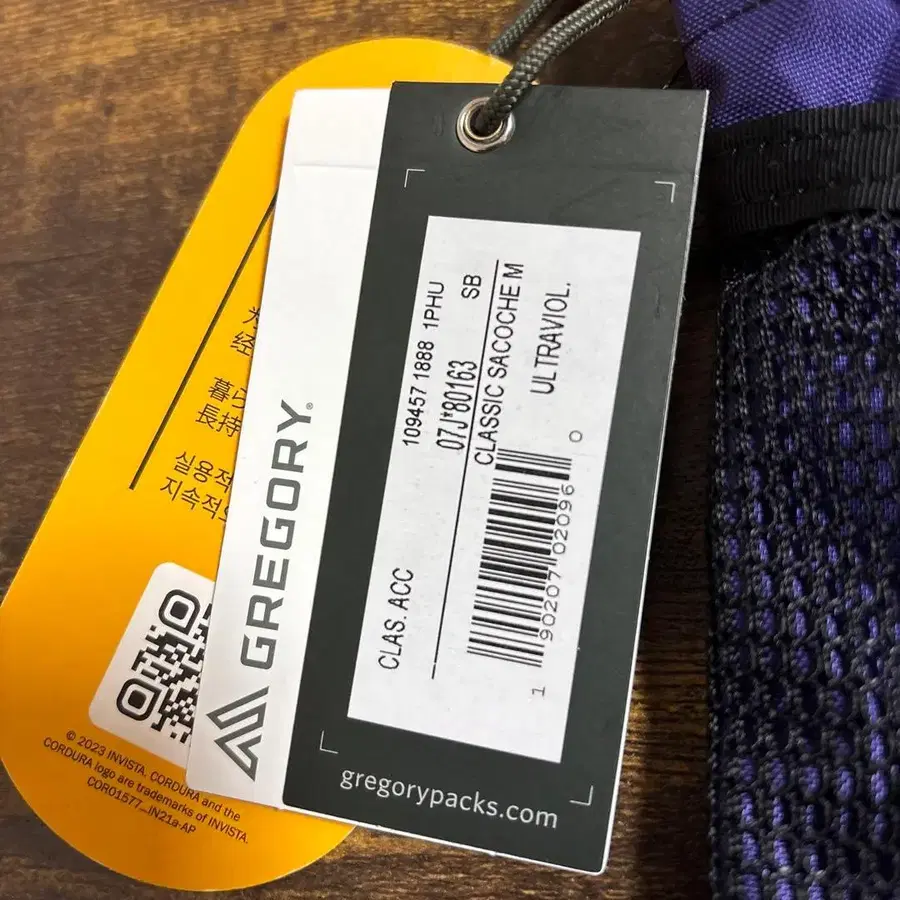 GREGORY®
109457 1888 1PHU
07J*80163 SB
CLASSIC SACOCHE M
ULTRAVIOL.
CLAS. ACC
1 90207 02096 0
gregorypacks.com
暮ら
長持
실용적
지속적으
© 2023 INVISTA. CORDURA and the
CORDURA logo are trademarks of INVISTA.
COR01577_IN21a-AP